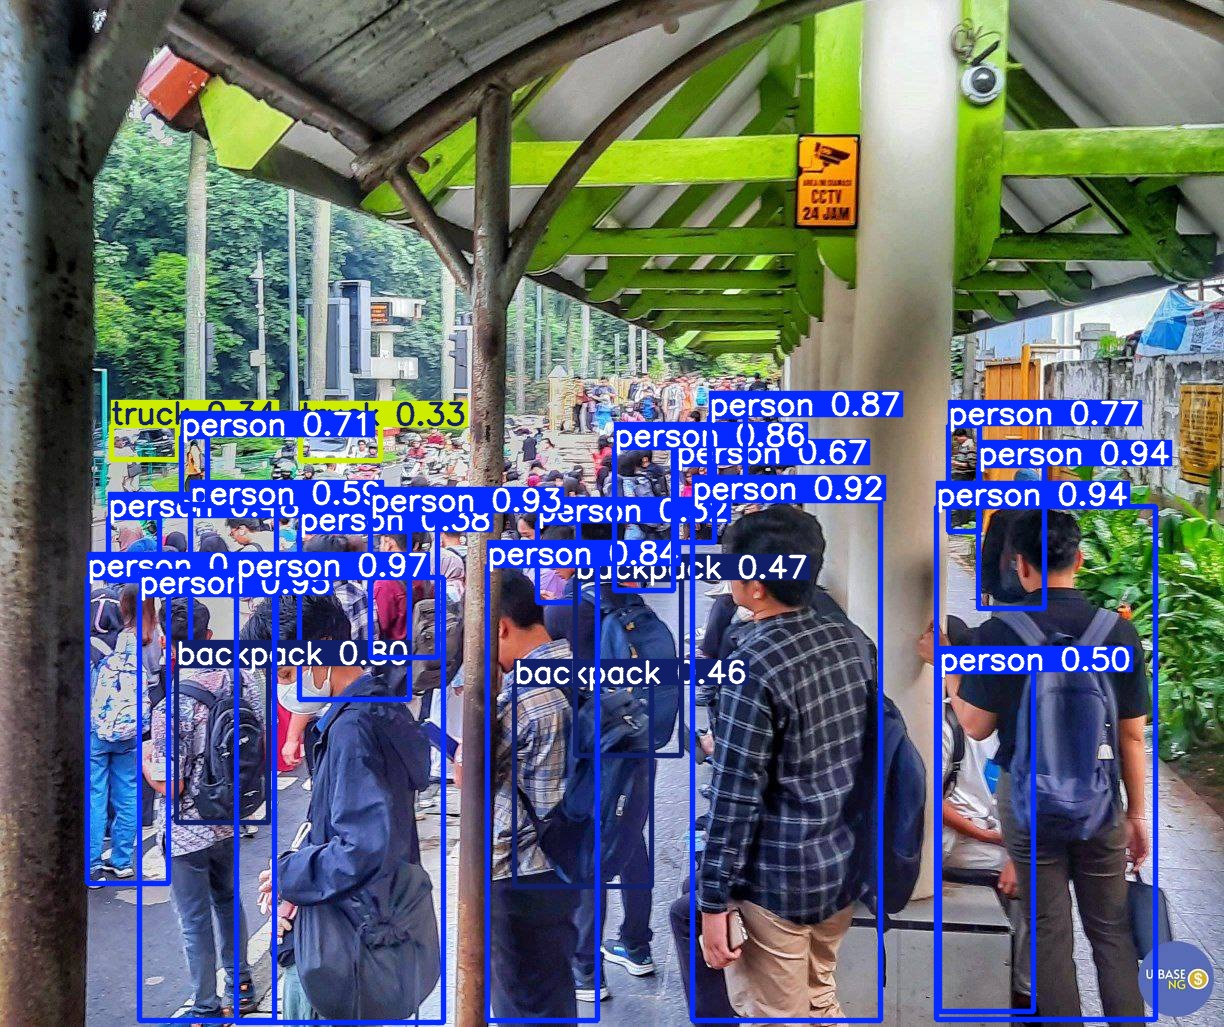 AREA INI DIAWASI
CCTV
24 JAM
truck 0.34
truck 0.33
person 0.71
person 0.87
person 0.86
person 0.67
person 0.77
person 0.94
person 0.59
person 0.93
person 0.38
person 0.92
person 0.94
person 0.84
backpack 0.47
person 0.97
person 0.95
backpack 0.80
backpack 0.46
person 0.50
U BASE
NG